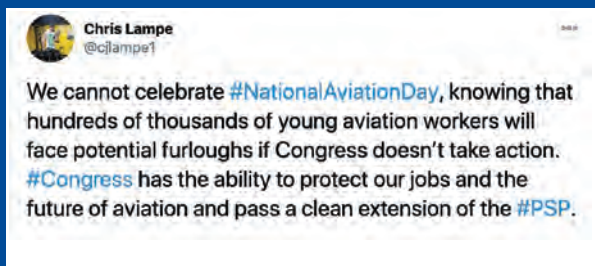 Chris Lampe
@cjlampe1
We cannot celebrate #NationalAviationDay, knowing that
hundreds of thousands of young aviation workers will
face potential furloughs if Congress doesn't take action.
#Congress has the ability to protect our jobs and the
future of aviation and pass a clean extension of the #PSP.